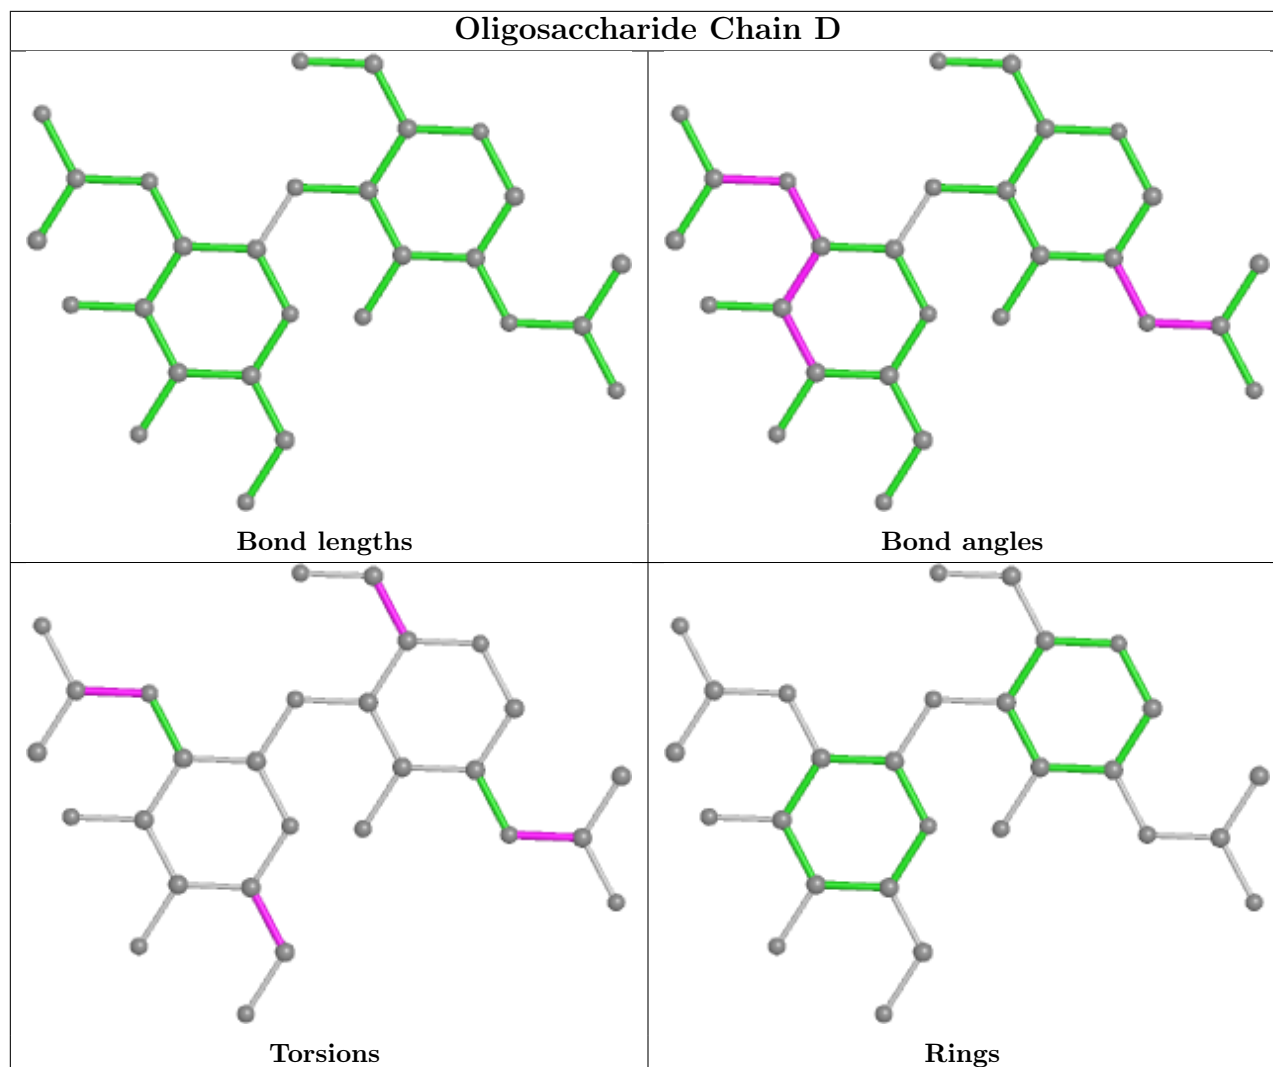 Oligosaccharide Chain D
Bond lengths
Bond angles
Torsions
Rings